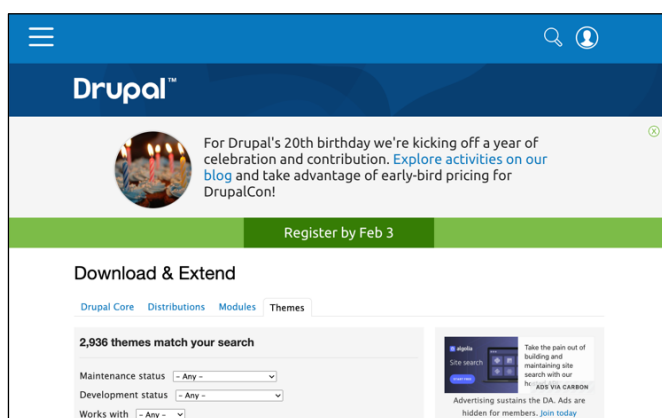 Drupal™
For Drupal's 20th birthday we're kicking off a year of
celebration and contribution. Explore activities on our
blog and take advantage of early-bird pricing for
DrupalCon!
Register by Feb 3
Download & Extend
Drupal Core Distributions Modules Themes
2,936 themes match your search
Maintenance status - Any -
Development status - Any -
Works with - Any -
algolia
Site search
Take the pain out of
building and
maintaining site
search with our
ADS VIA CARBON
Advertising sustains the DA. Ads are
hidden for members. Join today